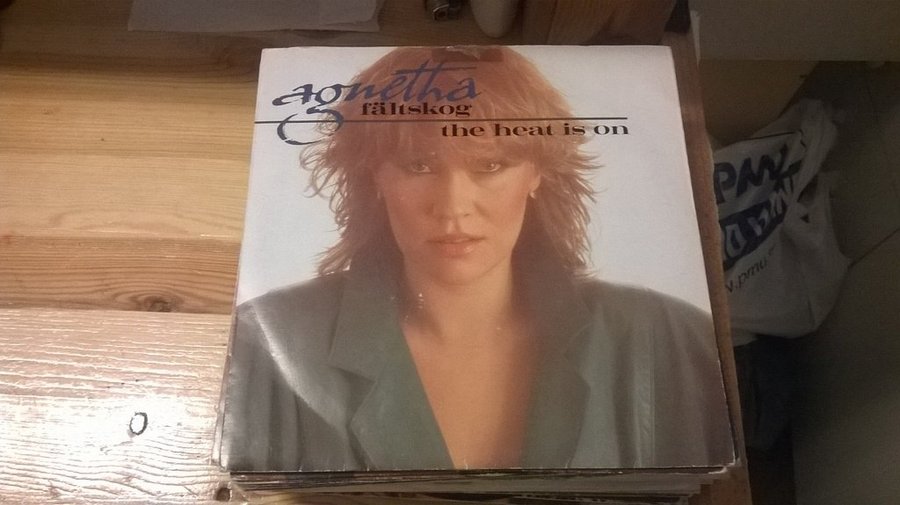 agnetha
fältskog
the heat is on